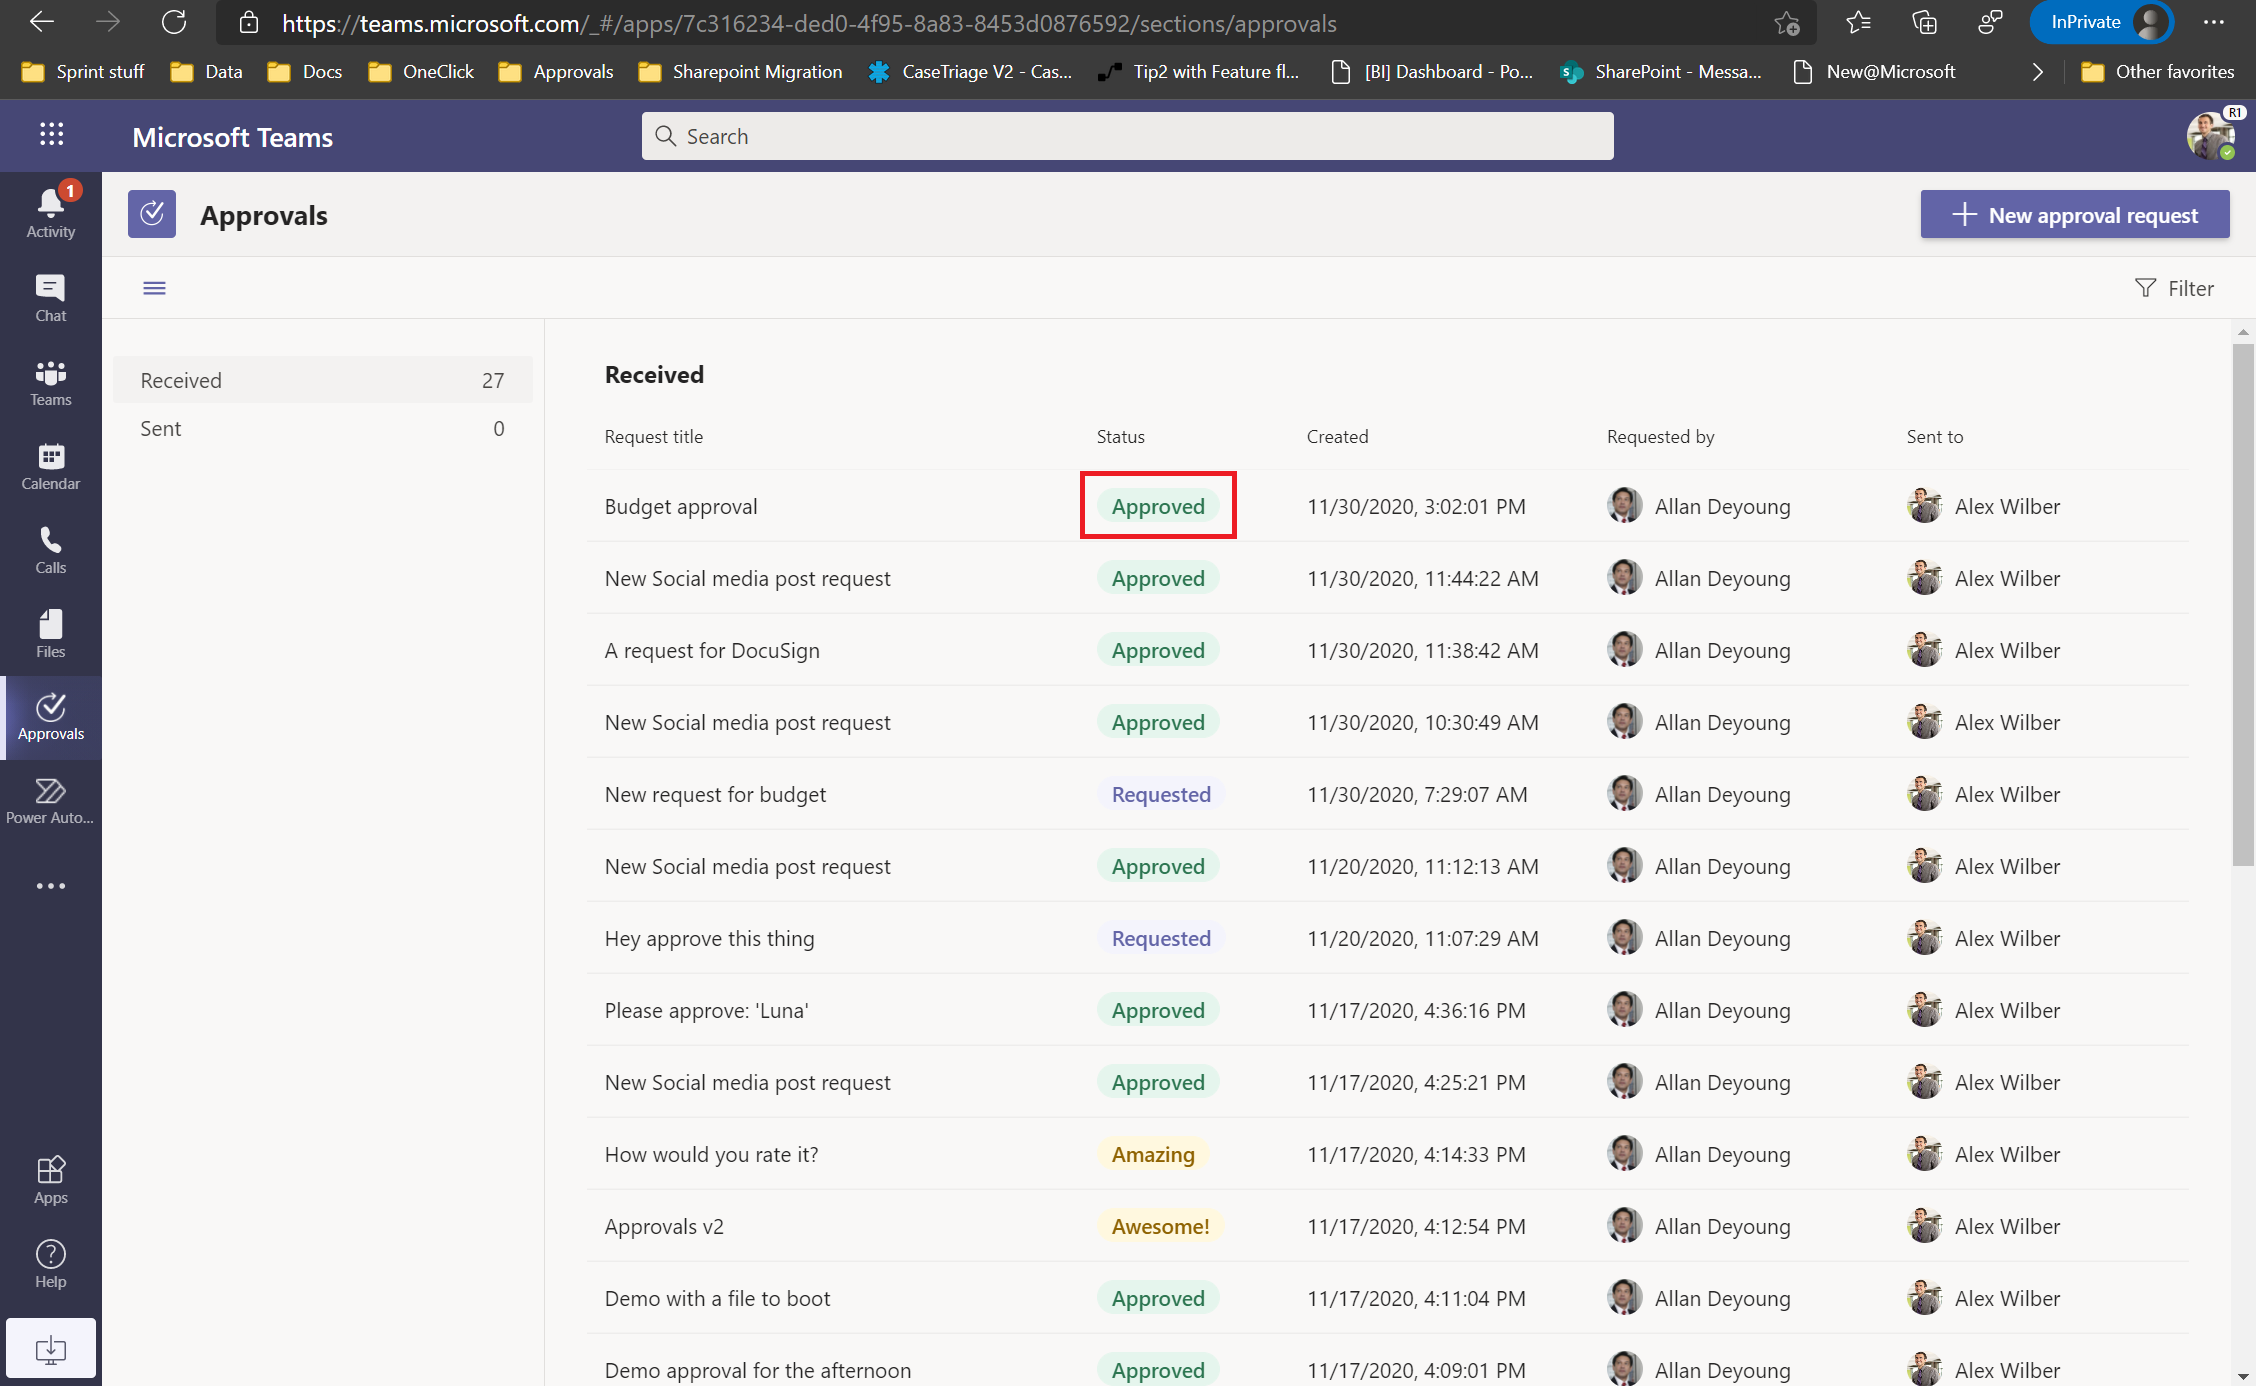 https://teams.microsoft.com/_#/apps/7c316234-ded0-4f95-8a83-8453d0876592/sections/approvals
InPrivate
Sprint stuff Data Docs OneClick Approvals Sharepoint Migration CaseTriage V2 - Cas... Tip2 with Feature fl... [BI] Dashboard - Po... SharePoint - Messa... New@Microsoft Other favorites
Microsoft Teams
Search
R1
1
Activity
Chat
Teams
Calendar
Calls
Files
Approvals
Power Auto...
Apps
Help
Approvals
New approval request
Filter
Received 27
Sent 0
Received
Request title Status Created Requested by Sent to
Budget approval Approved 11/30/2020, 3:02:01 PM Allan Deyoung Alex Wilber
New Social media post request Approved 11/30/2020, 11:44:22 AM Allan Deyoung Alex Wilber
A request for DocuSign Approved 11/30/2020, 11:38:42 AM Allan Deyoung Alex Wilber
New Social media post request Approved 11/30/2020, 10:30:49 AM Allan Deyoung Alex Wilber
New request for budget Requested 11/30/2020, 7:29:07 AM Allan Deyoung Alex Wilber
New Social media post request Approved 11/20/2020, 11:12:13 AM Allan Deyoung Alex Wilber
Hey approve this thing Requested 11/20/2020, 11:07:29 AM Allan Deyoung Alex Wilber
Please approve: 'Luna' Approved 11/17/2020, 4:36:16 PM Allan Deyoung Alex Wilber
New Social media post request Approved 11/17/2020, 4:25:21 PM Allan Deyoung Alex Wilber
How would you rate it? Amazing 11/17/2020, 4:14:33 PM Allan Deyoung Alex Wilber
Approvals v2 Awesome! 11/17/2020, 4:12:54 PM Allan Deyoung Alex Wilber
Demo with a file to boot Approved 11/17/2020, 4:11:04 PM Allan Deyoung Alex Wilber
Demo approval for the afternoon Approved 11/17/2020, 4:09:01 PM Allan Deyoung Alex Wilber